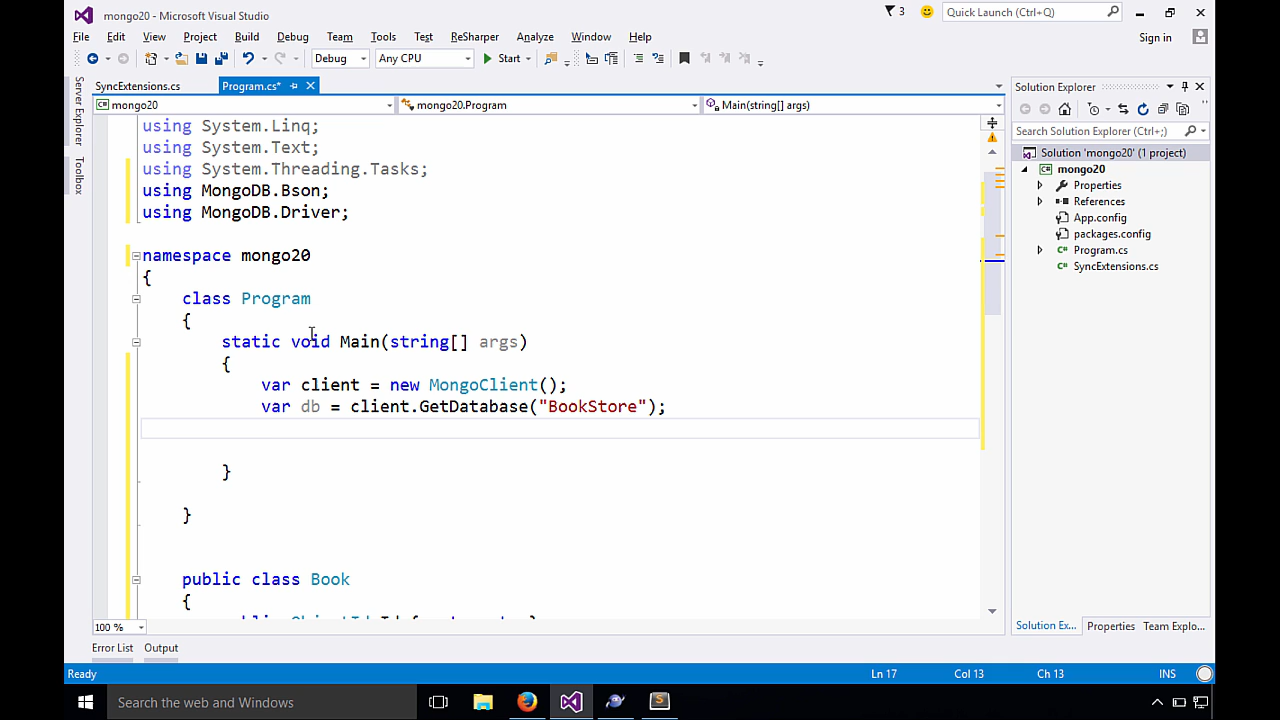 mongo20 - Microsoft Visual Studio
3
Quick Launch (Ctrl+Q)
File Edit View Project Build Debug Team Tools Test ReSharper Analyze Window Help
Sign in
Debug Any CPU Start
SyncExtensions.cs Program.cs*
mongo20 mongo20.Program Main(string[] args)
Server Explorer
Toolbox
using System.Linq;
using System.Text;
using System.Threading.Tasks;
using MongoDB.Bson;
using MongoDB.Driver;
namespace mongo20
{
class Program
{
static void Main(string[] args)
{
var client = new MongoClient();
var db = client.GetDatabase("BookStore");
}
}
public class Book
{
100 %
Solution Explorer
Search Solution Explorer (Ctrl+;)
Solution 'mongo20' (1 project)
mongo20
Properties
References
App.config
packages.config
Program.cs
SyncExtensions.cs
Solution Ex... Properties Team Explo...
Error List Output
Ready Ln 17 Col 13 Ch 13 INS
Search the web and Windows